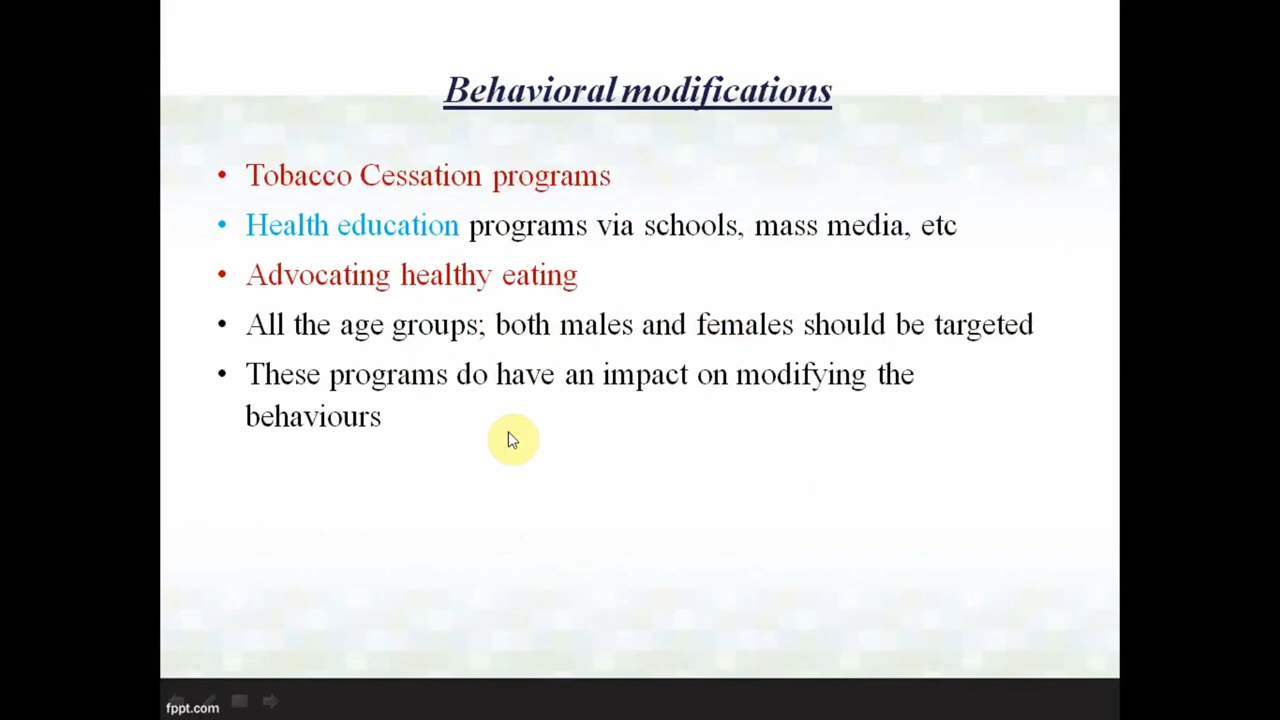 Behavioral modifications
• Tobacco Cessation programs
• Health education programs via schools, mass media, etc
• Advocating healthy eating
• All the age groups; both males and females should be targeted
• These programs do have an impact on modifying the
behaviours
fppt.com